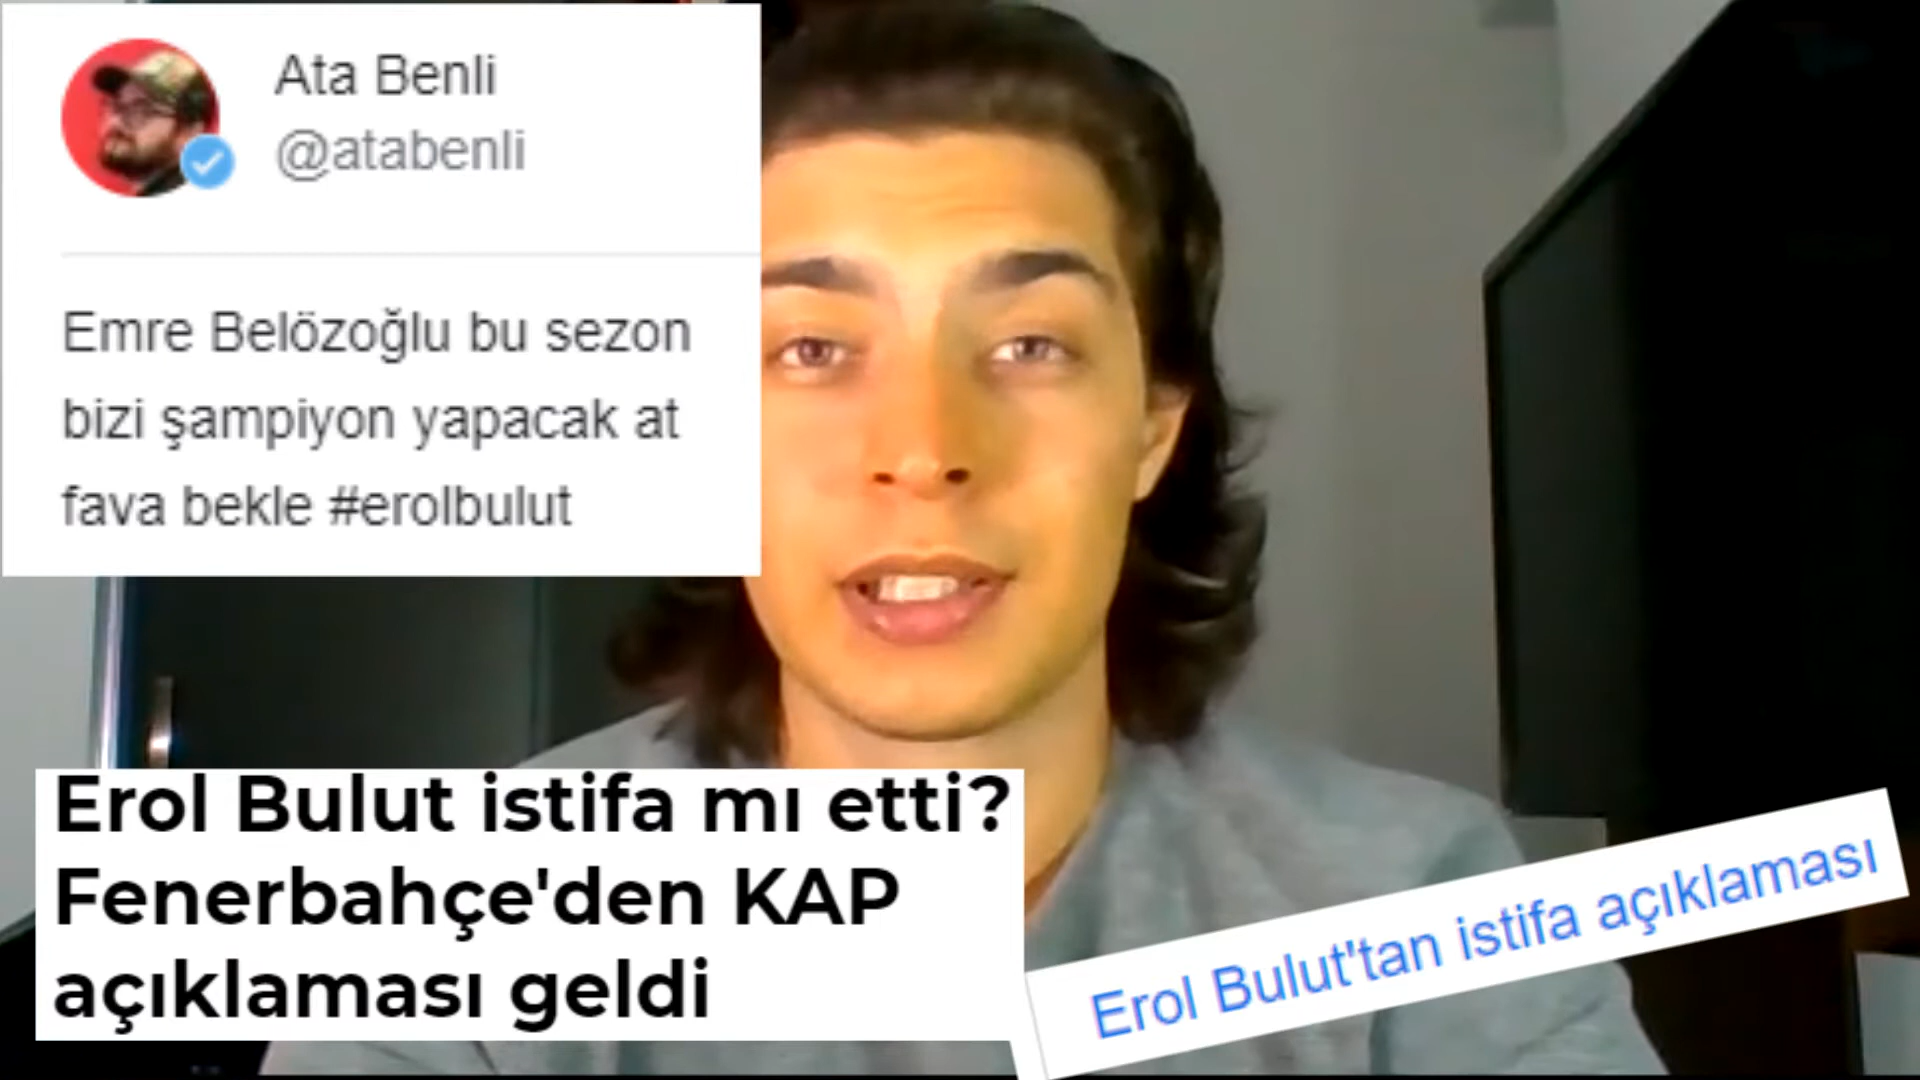 Ata Benli
@atabenli
Emre Belözoğlu bu sezon
bizi şampiyon yapacak at
fava bekle #erolbulut
Erol Bulut istifa mı etti?
Fenerbahçe'den KAP
açıklaması geldi
Erol Bulut'tan istifa açıklaması